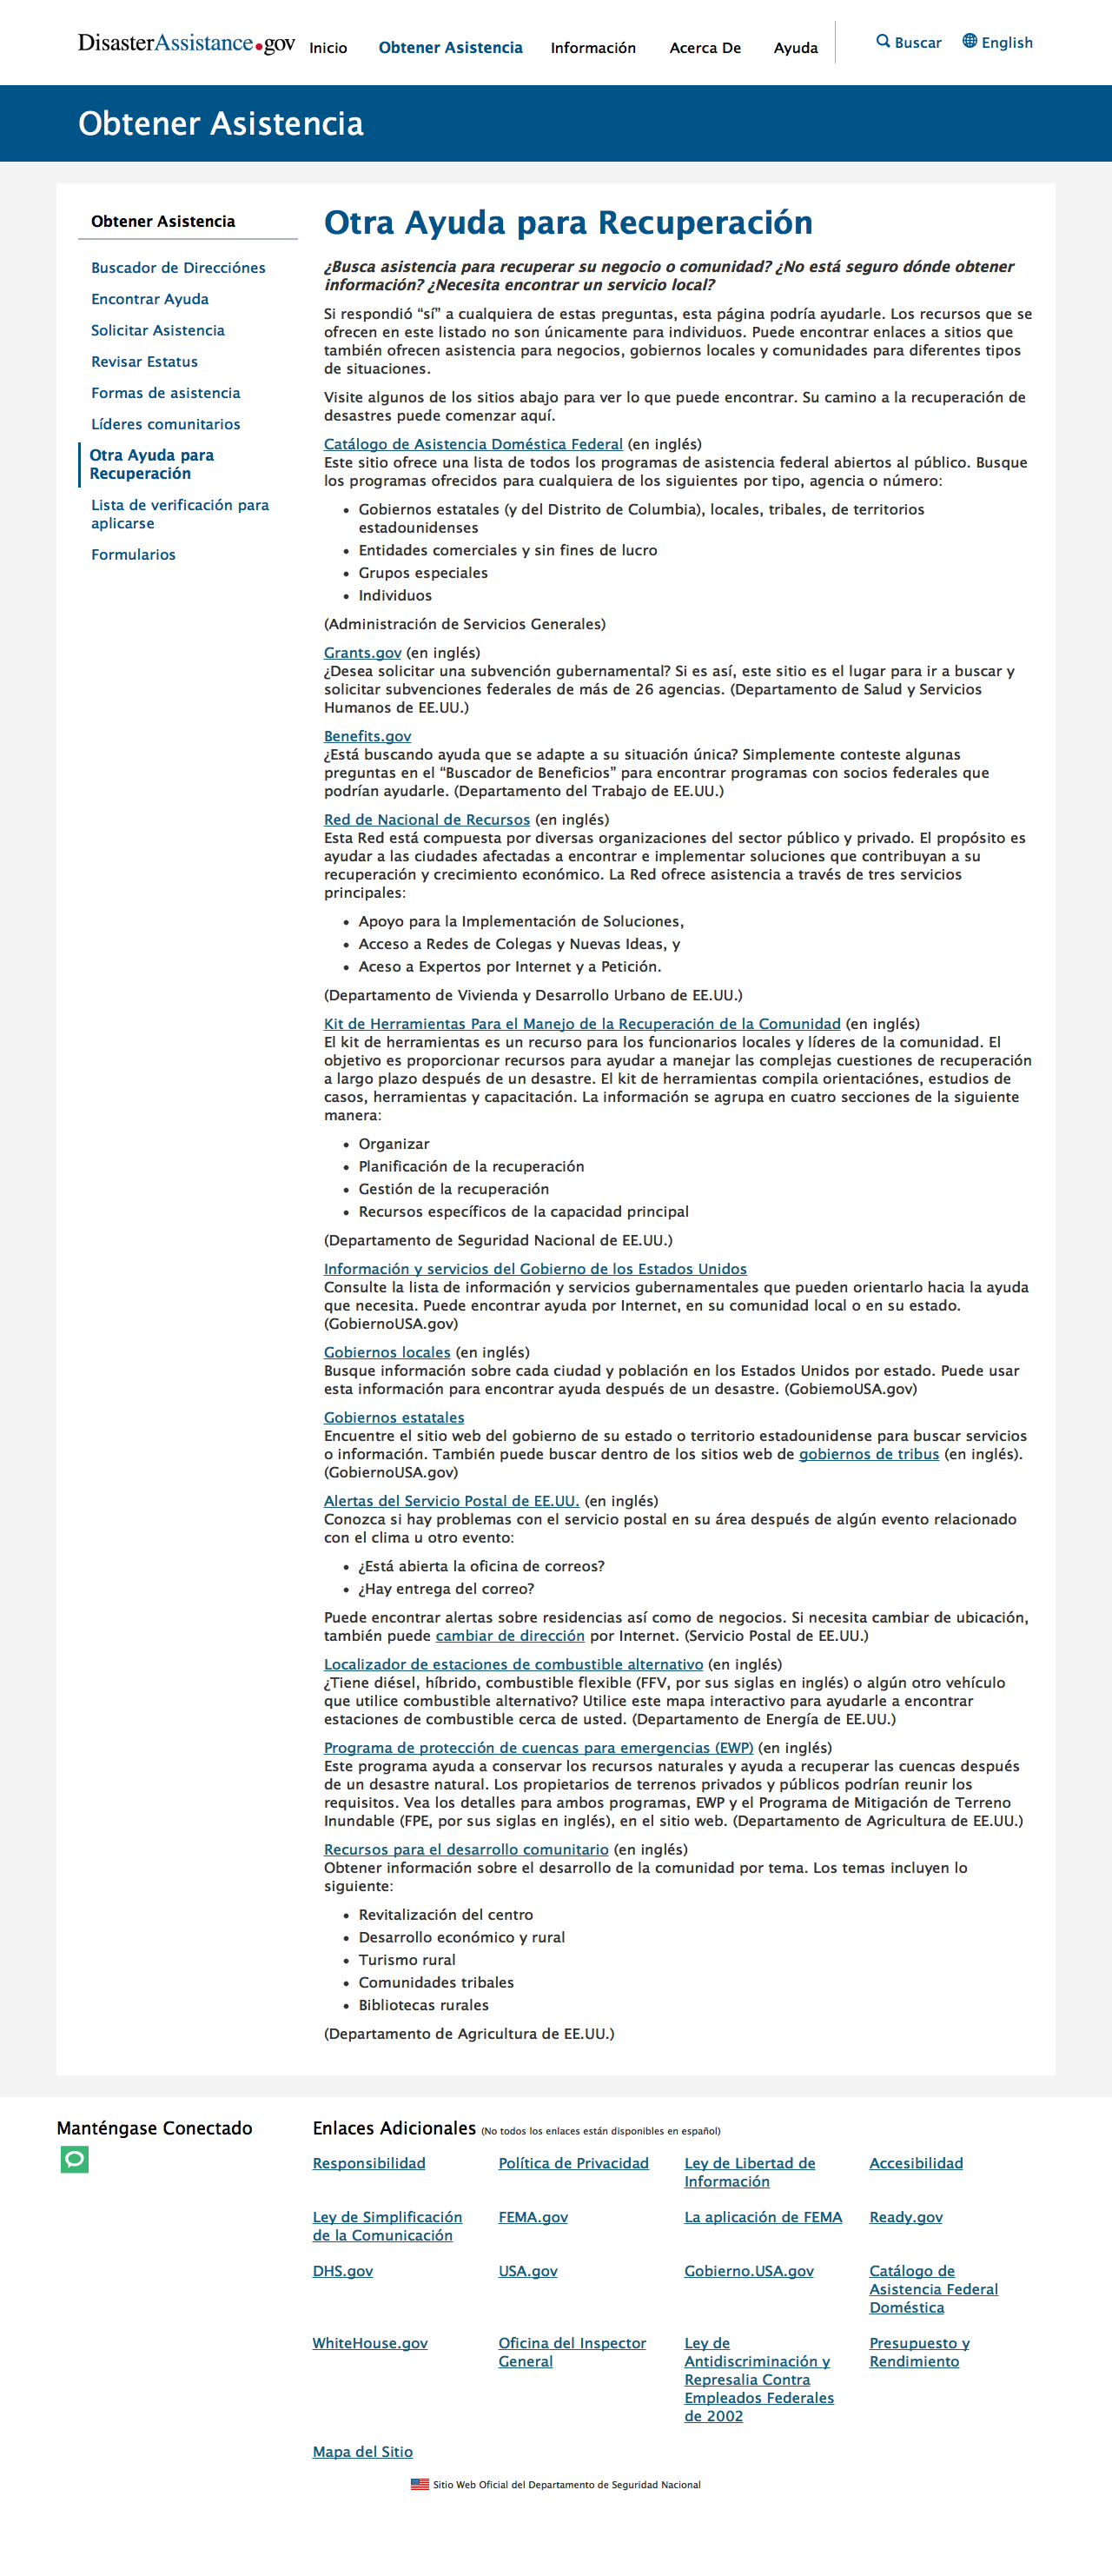 DisasterAssistance.gov
Inicio
Obtener Asistencia
Información
Acerca De
Ayuda
Buscar
English
Obtener Asistencia
Obtener Asistencia
Buscador de Direcciónes
Encontrar Ayuda
Solicitar Asistencia
Revisar Estatus
Formas de asistencia
Líderes comunitarios
Otra Ayuda para
Recuperación
Lista de verificación para
aplicarse
Formularios
Otra Ayuda para Recuperación
¿Busca asistencia para recuperar su negocio o comunidad? ¿No está seguro dónde obtener
información? ¿Necesita encontrar un servicio local?
Si respondió “sí” a cualquiera de estas preguntas, esta página podría ayudarle. Los recursos que se
ofrecen en este listado no son únicamente para individuos. Puede encontrar enlaces a sitios que
también ofrecen asistencia para negocios, gobiernos locales y comunidades para diferentes tipos
de situaciones.
Visite algunos de los sitios abajo para ver lo que puede encontrar. Su camino a la recuperación de
desastres puede comenzar aquí.
Catálogo de Asistencia Doméstica Federal (en inglés)
Este sitio ofrece una lista de todos los programas de asistencia federal abiertos al público. Busque
los programas ofrecidos para cualquiera de los siguientes por tipo, agencia o número:
• Gobiernos estatales (y del Distrito de Columbia), locales, tribales, de territorios
estadounidenses
• Entidades comerciales y sin fines de lucro
• Grupos especiales
• Individuos
(Administración de Servicios Generales)
Grants.gov (en inglés)
¿Desea solicitar una subvención gubernamental? Si es así, este sitio es el lugar para ir a buscar y
solicitar subvenciones federales de más de 26 agencias. (Departamento de Salud y Servicios
Humanos de EE.UU.)
Benefits.gov
¿Está buscando ayuda que se adapte a su situación única? Simplemente conteste algunas
preguntas en el “Buscador de Beneficios” para encontrar programas con socios federales que
podrían ayudarle. (Departamento del Trabajo de EE.UU.)
Red de Nacional de Recursos (en inglés)
Esta Red está compuesta por diversas organizaciones del sector público y privado. El propósito es
ayudar a las ciudades afectadas a encontrar e implementar soluciones que contribuyan a su
recuperación y crecimiento económico. La Red ofrece asistencia a través de tres servicios
principales:
• Apoyo para la Implementación de Soluciones,
• Acceso a Redes de Colegas y Nuevas Ideas, y
• Aceso a Expertos por Internet y a Petición.
(Departamento de Vivienda y Desarrollo Urbano de EE.UU.)
Kit de Herramientas Para el Manejo de la Recuperación de la Comunidad (en inglés)
El kit de herramientas es un recurso para los funcionarios locales y líderes de la comunidad. El
objetivo es proporcionar recursos para ayudar a manejar las complejas cuestiones de recuperación
a largo plazo después de un desastre. El kit de herramientas compila orientaciónes, estudios de
casos, herramientas y capacitación. La información se agrupa en cuatro secciones de la siguiente
manera:
• Organizar
• Planificación de la recuperación
• Gestión de la recuperación
• Recursos específicos de la capacidad principal
(Departamento de Seguridad Nacional de EE.UU.)
Información y servicios del Gobierno de los Estados Unidos
Consulte la lista de información y servicios gubernamentales que pueden orientarlo hacia la ayuda
que necesita. Puede encontrar ayuda por Internet, en su comunidad local o en su estado.
(GobiernoUSA.gov)
Gobiernos locales (en inglés)
Busque información sobre cada ciudad y población en los Estados Unidos por estado. Puede usar
esta información para encontrar ayuda después de un desastre. (GobiemoUSA.gov)
Gobiernos estatales
Encuentre el sitio web del gobierno de su estado o territorio estadounidense para buscar servicios
o información. También puede buscar dentro de los sitios web de gobiernos de tribus (en inglés).
(GobiernoUSA.gov)
Alertas del Servicio Postal de EE.UU. (en inglés)
Conozca si hay problemas con el servicio postal en su área después de algún evento relacionado
con el clima u otro evento:
• ¿Está abierta la oficina de correos?
• ¿Hay entrega del correo?
Puede encontrar alertas sobre residencias así como de negocios. Si necesita cambiar de ubicación,
también puede cambiar de dirección por Internet. (Servicio Postal de EE.UU.)
Localizador de estaciones de combustible alternativo (en inglés)
¿Tiene diésel, híbrido, combustible flexible (FFV, por sus siglas en inglés) o algún otro vehículo
que utilice combustible alternativo? Utilice este mapa interactivo para ayudarle a encontrar
estaciones de combustible cerca de usted. (Departamento de Energía de EE.UU.)
Programa de protección de cuencas para emergencias (EWP) (en inglés)
Este programa ayuda a conservar los recursos naturales y ayuda a recuperar las cuencas después
de un desastre natural. Los propietarios de terrenos privados y públicos podrían reunir los
requisitos. Vea los detalles para ambos programas, EWP y el Programa de Mitigación de Terreno
Inundable (FPE, por sus siglas en inglés), en el sitio web. (Departamento de Agricultura de EE.UU.)
Recursos para el desarrollo comunitario (en inglés)
Obtener información sobre el desarrollo de la comunidad por tema. Los temas incluyen lo
siguiente:
• Revitalización del centro
• Desarrollo económico y rural
• Turismo rural
• Comunidades tribales
• Bibliotecas rurales
(Departamento de Agricultura de EE.UU.)
Manténgase Conectado
Enlaces Adicionales (No todos los enlaces están disponibles en español)
Responsibilidad
Política de Privacidad
Ley de Libertad de
Información
Accesibilidad
Ley de Simplificación
de la Comunicación
FEMA.gov
La aplicación de FEMA
Ready.gov
DHS.gov
USA.gov
Gobierno.USA.gov
Catálogo de
Asistencia Federal
Doméstica
WhiteHouse.gov
Oficina del Inspector
General
Ley de
Antidiscriminación y
Represalia Contra
Empleados Federales
de 2002
Presupuesto y
Rendimiento
Mapa del Sitio
Sitio Web Oficial del Departamento de Seguridad Nacional